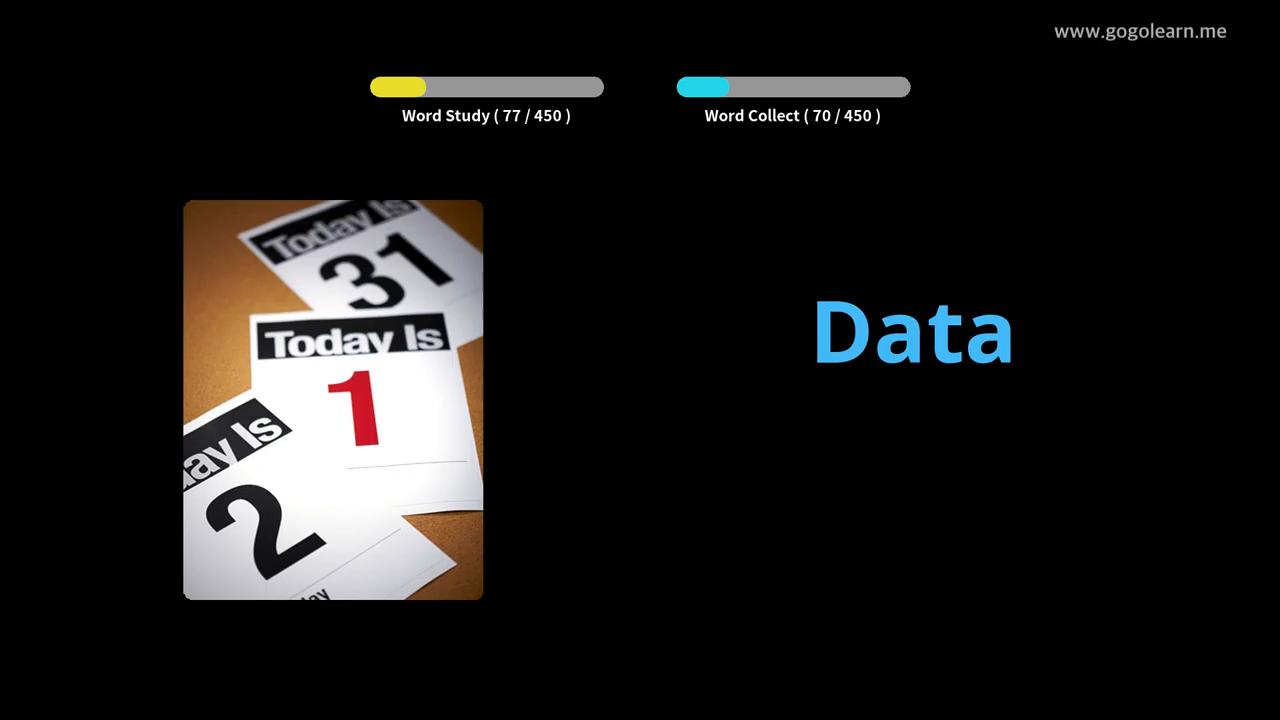 www.gogolearn.me
Word Study ( 77 / 450 )
Word Collect ( 70 / 450 )
Today Is
31
Today Is
1
ay Is
2
Data